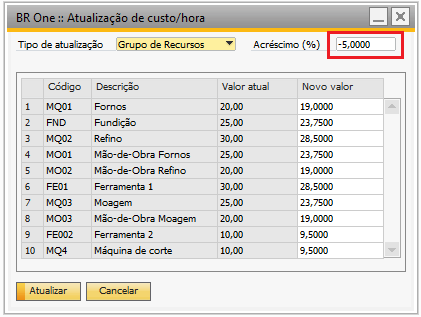 BR One :: Atualização de custo/hora
Tipo de atualização Grupo de Recursos Acréscimo (%) -5,0000
Código Descrição Valor atual Novo valor
1 MQ01 Fornos 20,00 19,0000
2 FND Fundição 25,00 23,7500
3 MQ02 Refino 30,00 28,5000
4 MO01 Mão-de-Obra Fornos 25,00 23,7500
5 MO02 Mão-de-Obra Refino 20,00 19,0000
6 FE01 Ferramenta 1 30,00 28,5000
7 MQ03 Moagem 25,00 23,7500
8 MO03 Mão-de-Obra Moagem 20,00 19,0000
9 FE002 Ferramenta 2 10,00 9,5000
10 MQ4 Máquina de corte 10,00 9,5000
Atualizar Cancelar